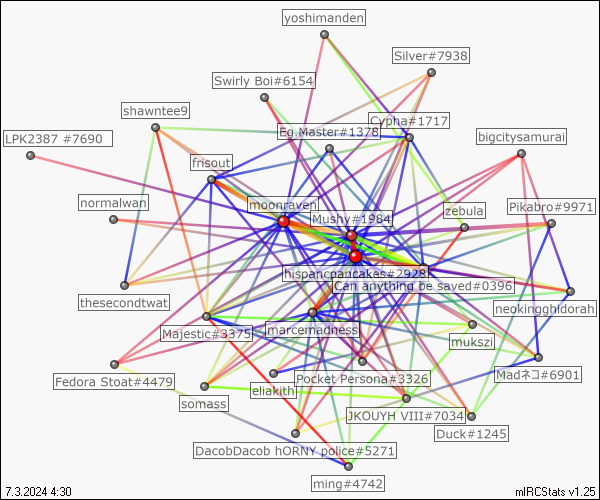 yoshimanden
Silver#7938
Swirly Boi#6154
shawntee9
Cypha#1717
Eg.Master#1378
LPK2387 #7690
bigcitysamurai
frisout
normalwan
moonraven
Mushy#1984
zebula
Pikabro#9971
hispancpancakes#2928
Can anything be saved#0396
thesecondtwat
neokingghidorah
Majestic#3375
marcemadness
mukszi
Fedora Stoat#4479
eliakith
Pocket Persona#3326
Madネコ#6901
somass
JKOUYH VIII#7034
Duck#1245
DacobDacob hORNY police#5271
ming#4742
7.3.2024 4:30
mIRCStats v1.25